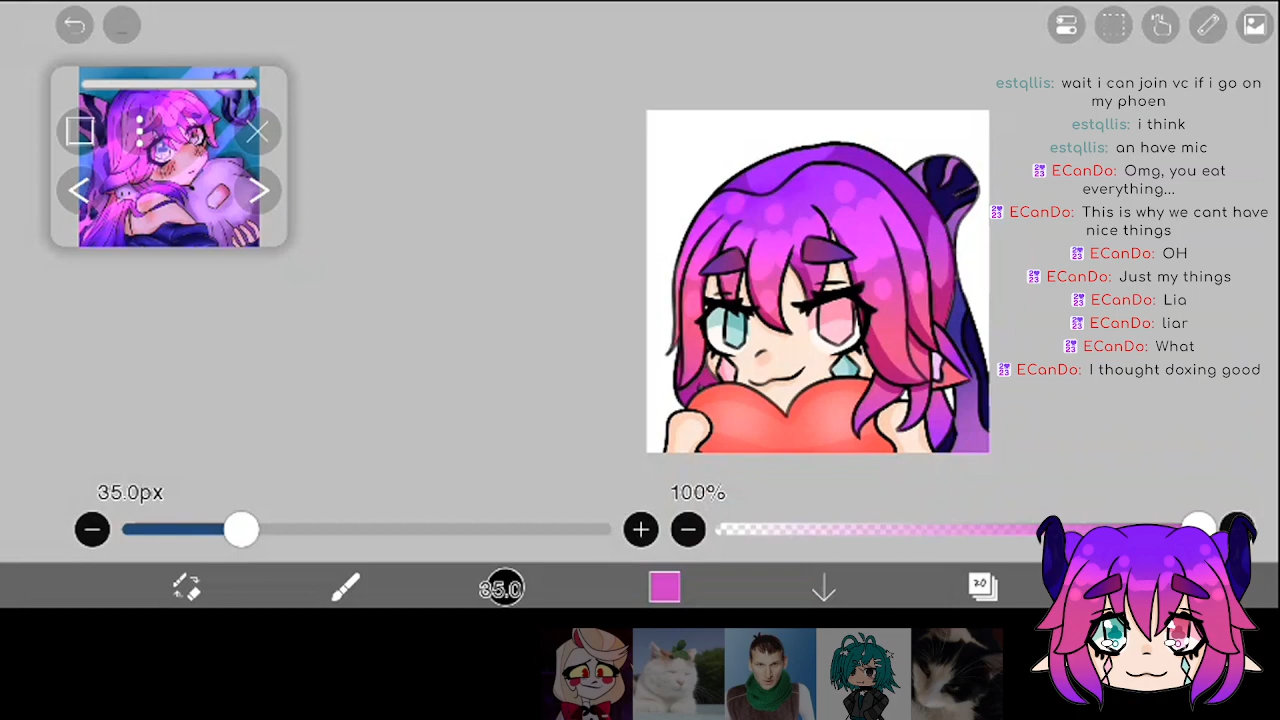 estqllis: wait i can join vc if i go on
my phoen
estqllis: i think
estqllis: an have mic
ECanDo: Omg, you eat
everything...
ECanDo: This is why we cant have
nice things
ECanDo: OH
ECanDo: Just my things
ECanDo: Lia
ECanDo: liar
ECanDo: What
ECanDo: I thought doxing good
35.0px
100%
35.0
20